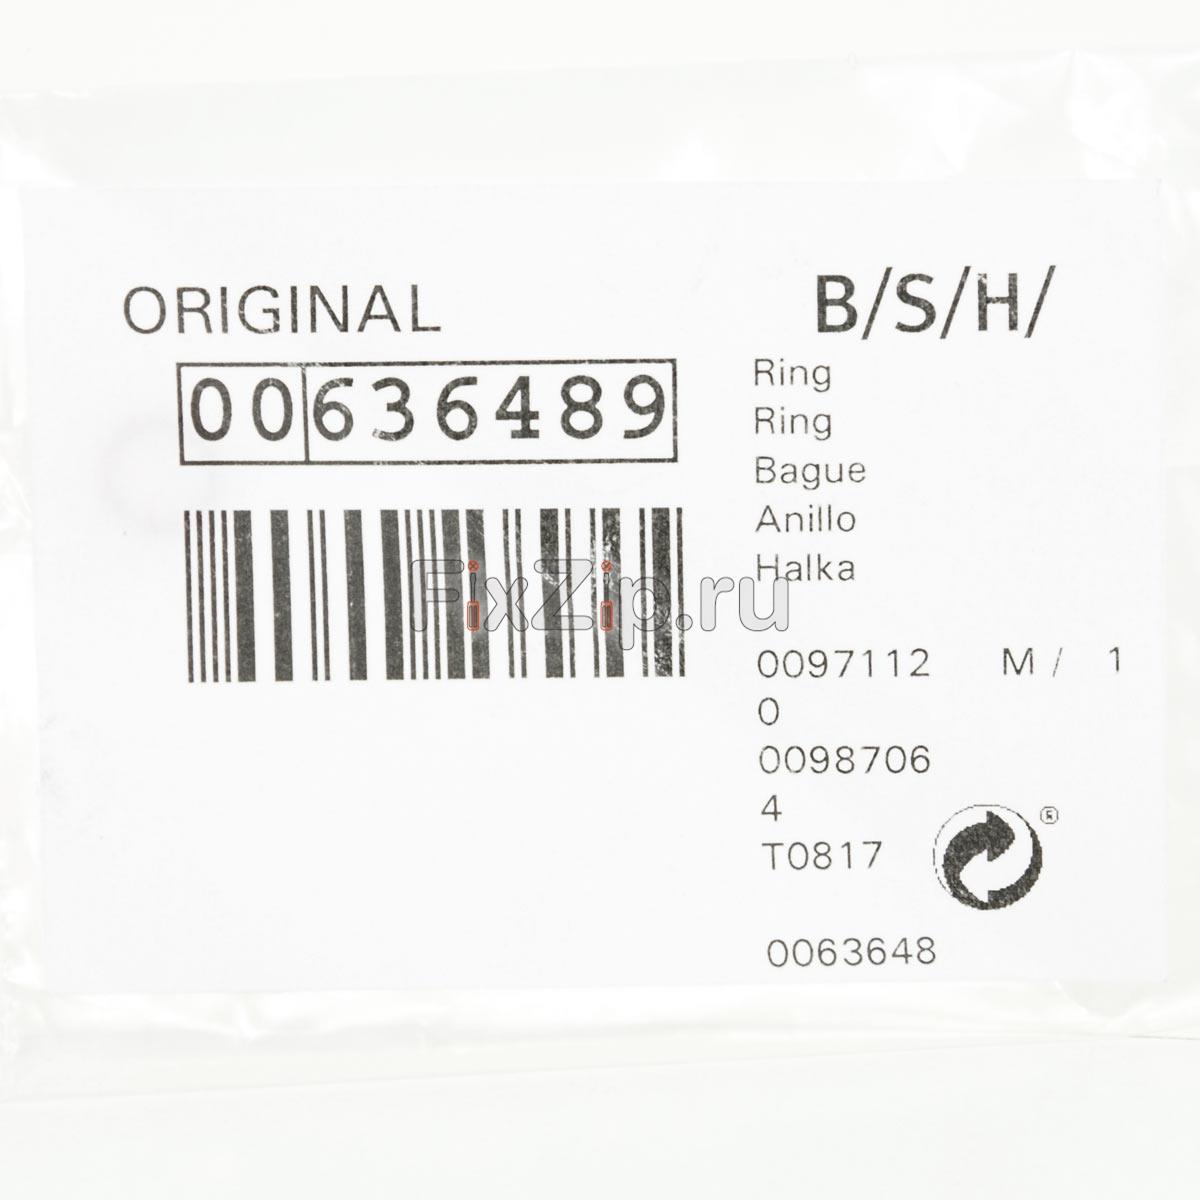 ORIGINAL
B/S/H/
00636489
Ring
Ring
Bague
Anillo
Halka
FixZip.ru
0097112 M / 1
0
0098706
4
T0817
®
0063648